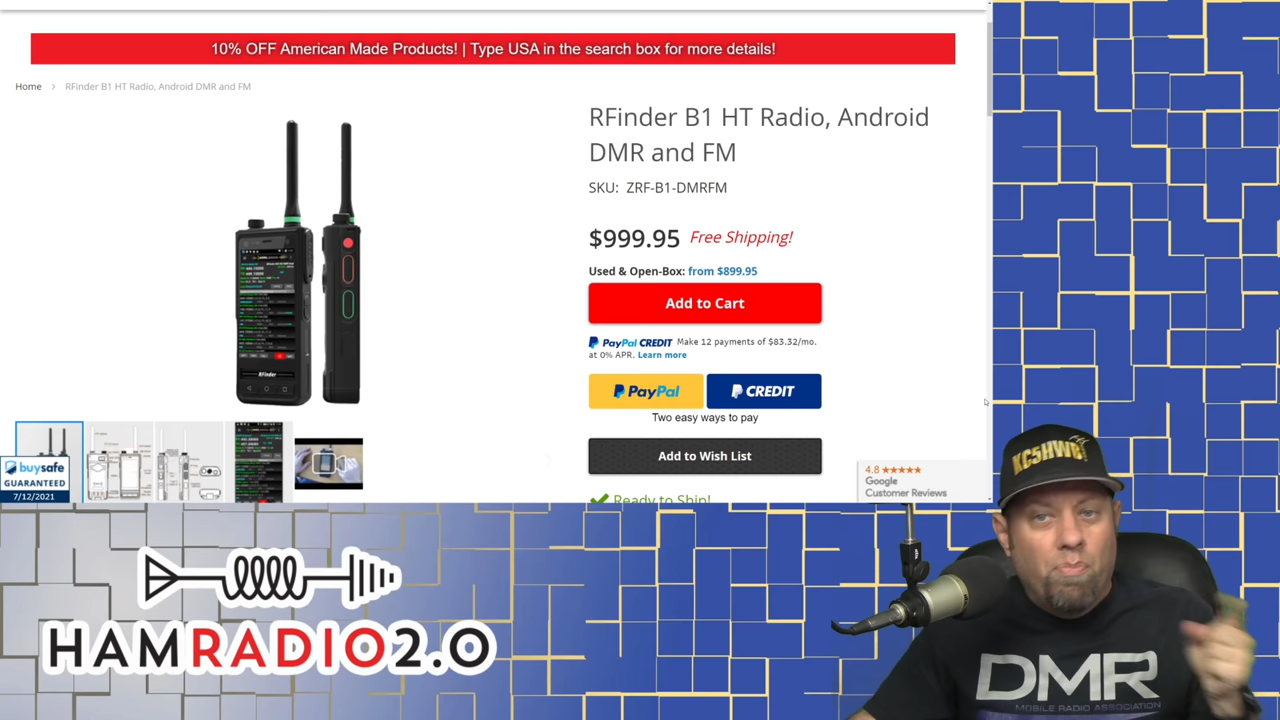 10% OFF American Made Products! | Type USA in the search box for more details!
Home
RFinder B1 HT Radio, Android DMR and FM
RFinder B1 HT Radio, Android
DMR and FM
SKU: ZRF-B1-DMRFM
$999.95 Free Shipping!
Used & Open-Box: from $899.95
Add to Cart
PayPal CREDIT Make 12 payments of $83.32/mo.
at 0% APR. Learn more
PayPal
CREDIT
Two easy ways to pay
Add to Wish List
Ready to Ship!
RFinder
buySafe
GUARANTEED
7/12/2021
4.8 ★★★★★
Google
Customer Reviews
KC5HWB
HAMRADIO2.0
DMR
MOBILE RADIO ASSOCIATION